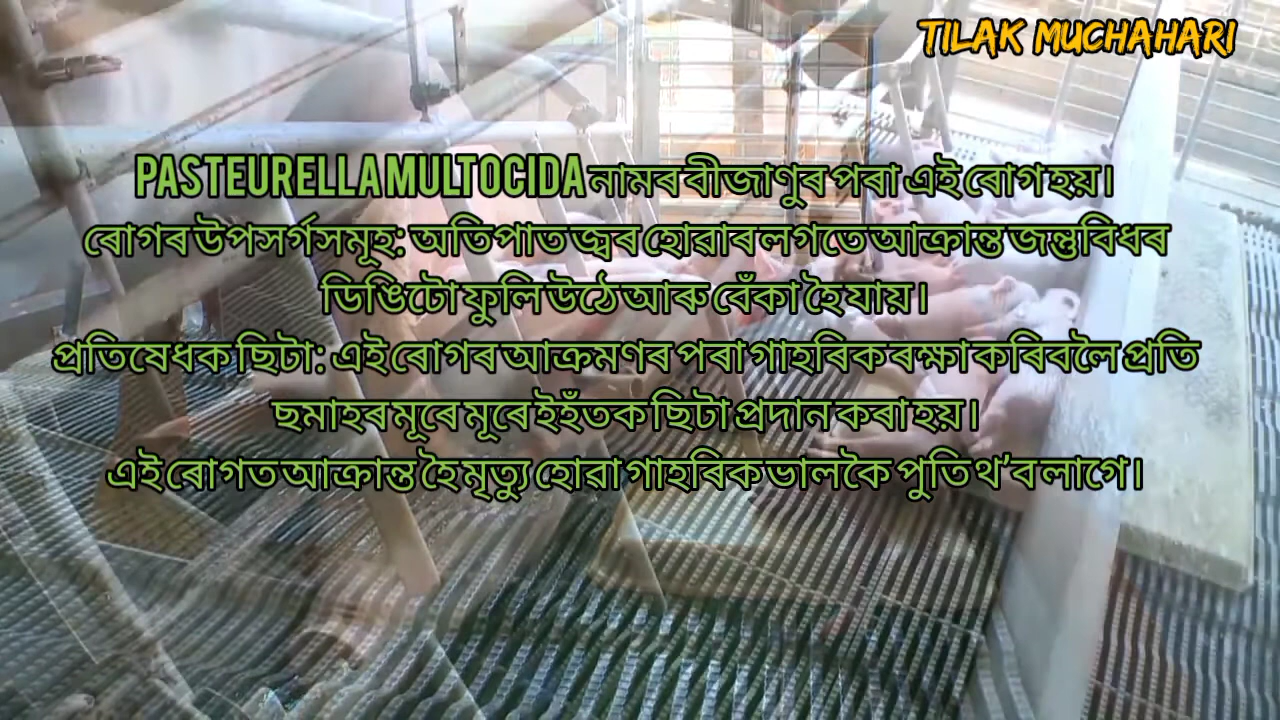 TILAK MUCHAHARI
PASTEURELLA MULTOCIDA নামৰ বীজাণুৰ পৰা এই ৰোগ হয়।
ৰোগৰ উপসৰ্গসমূহ: অতিপাত জ্বৰ হোৱাৰ লগতে আক্ৰান্ত জন্তুবিধৰ
ডিঙিটো ফুলি উঠে আৰু বেঁকা হৈ যায়।
প্ৰতিষেধক ছিটা: এই ৰোগৰ আক্ৰমণৰ পৰা গাহৰিক ৰক্ষা কৰিবলৈ প্ৰতি
ছমাহৰ মূৰে মূৰে ইহঁতক ছিটা প্ৰদান কৰা হয়।
এই ৰোগত আক্ৰান্ত হৈ মৃত্যু হোৱা গাহৰিক ভালকৈ পুতি থ’ব লাগে।